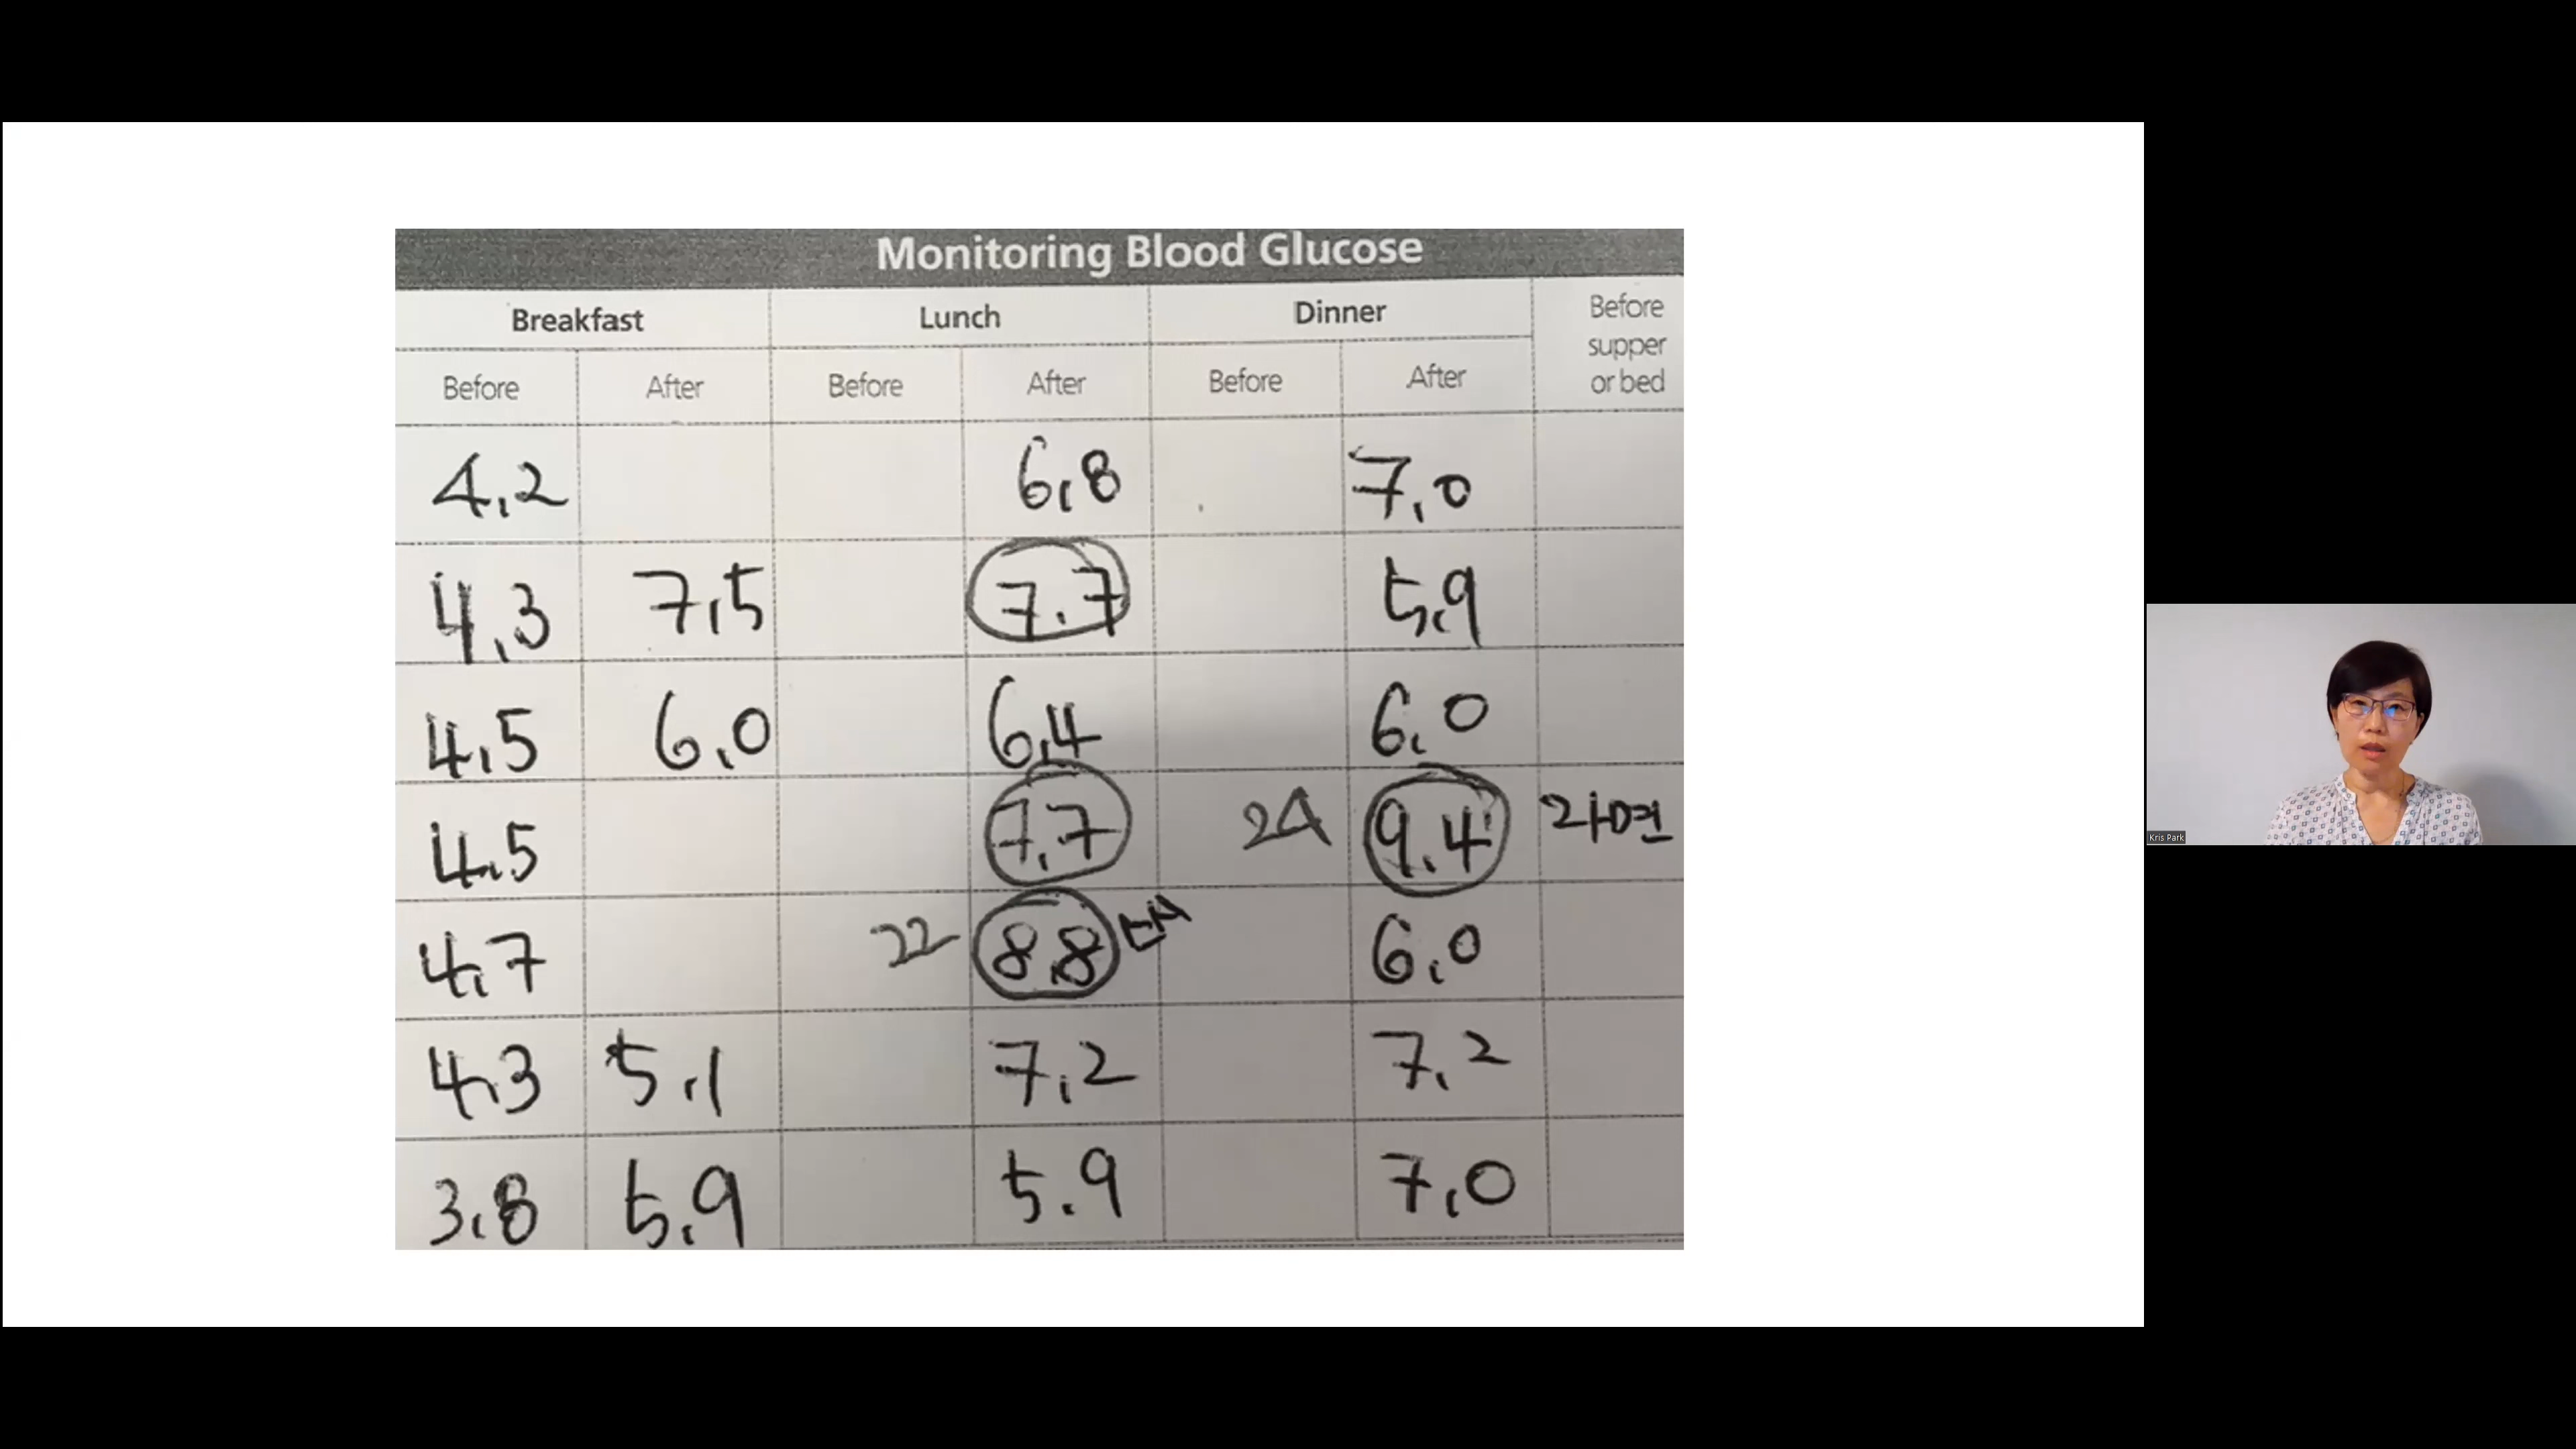 Monitoring Blood Glucose
Breakfast Lunch Dinner Before supper or bed
Before After Before After Before After
4,2 6,8 7,0
4,3 7,5 7.7 5,9
4,5 6,0 6,4 6,0
4,5 7,7 9,4 라면
4,7 22 8,8 6,0
4,3 5,1 7,2 7,2
3,8 5,9 5.9 7,0
Kris Park